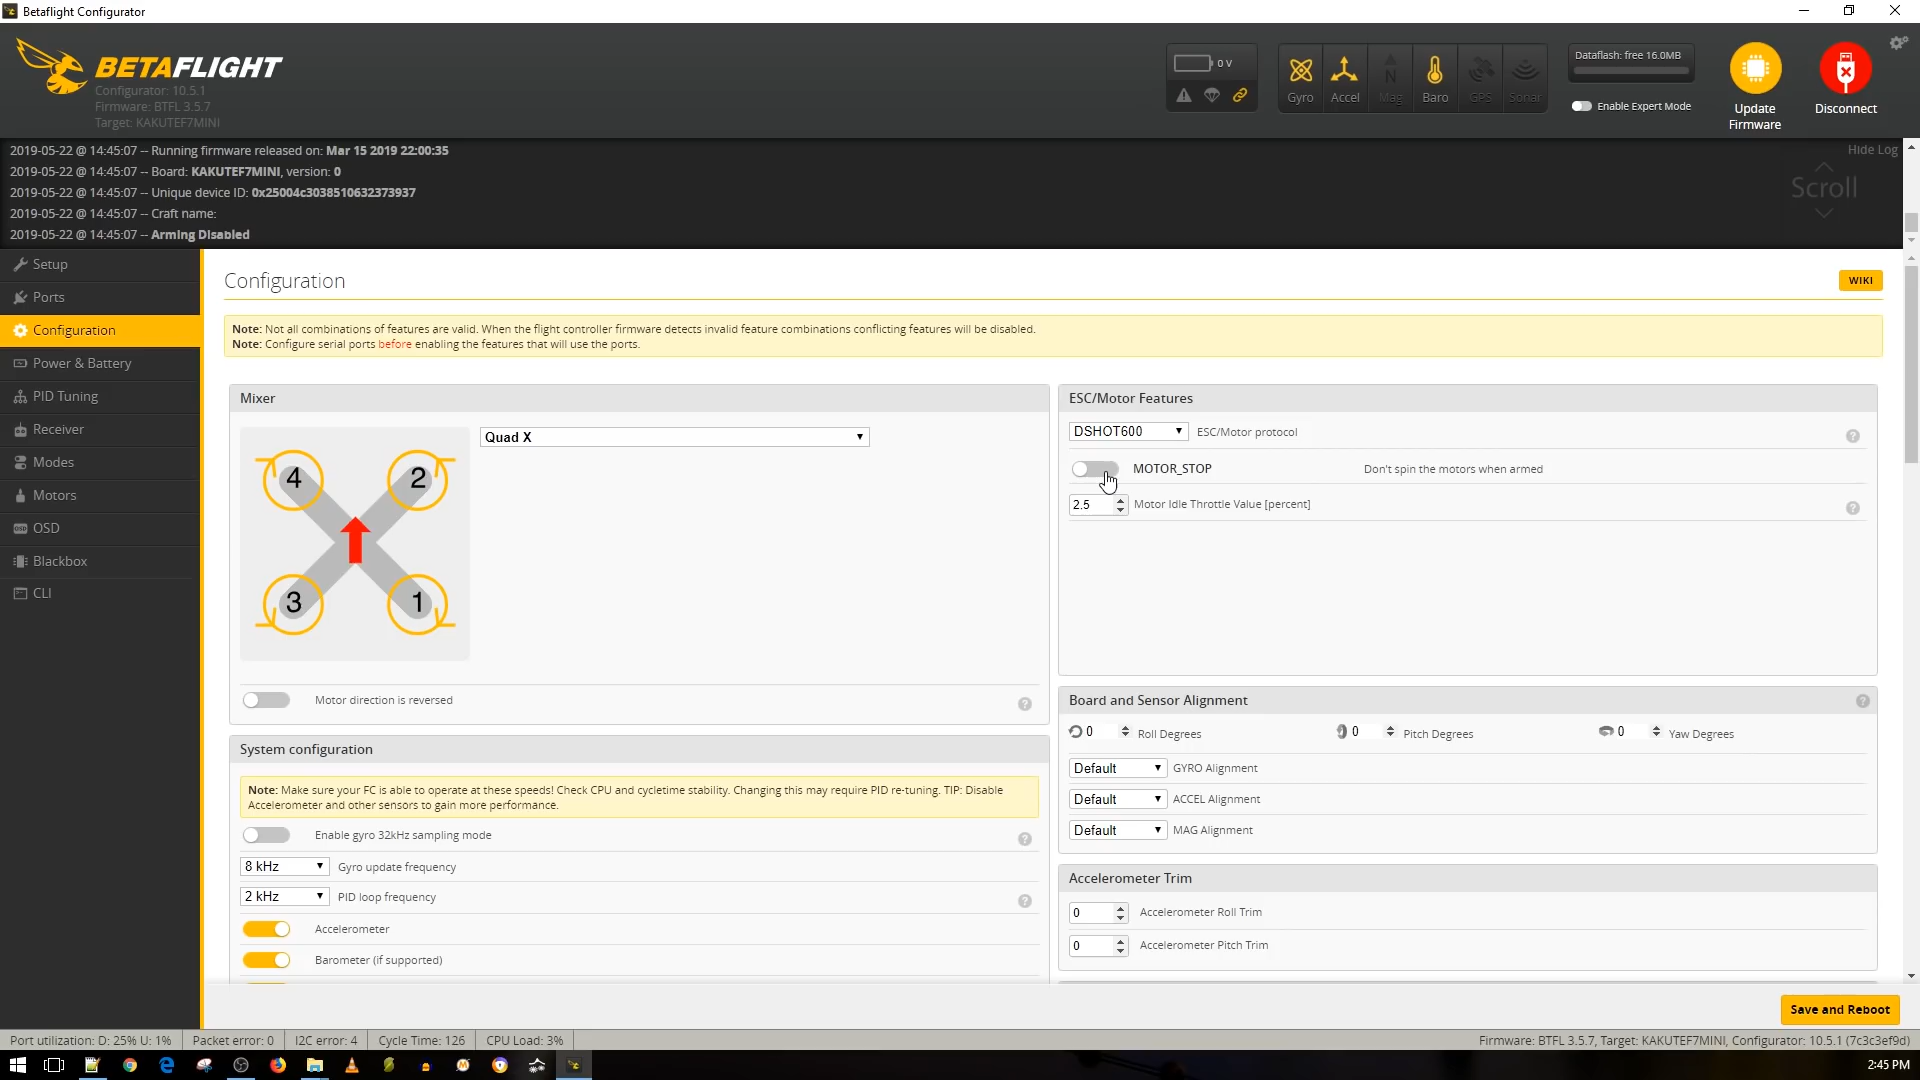 Betaflight Configurator
BETAFLIGHT
Configurator: 10.5.1
Firmware: BTFL 3.5.7
Target: KAKUTEF7MINI
0 V
Gyro
Accel
Mag
Baro
GPS
Sonar
Dataflash: free 16.0MB
Enable Expert Mode
Update
Firmware
Disconnect
2019-05-22 @ 14:45:07 -- Running firmware released on: Mar 15 2019 22:00:35
2019-05-22 @ 14:45:07 -- Board: KAKUTEF7MINI, version: 0
2019-05-22 @ 14:45:07 -- Unique device ID: 0x25004c3038510632373937
2019-05-22 @ 14:45:07 -- Craft name:
2019-05-22 @ 14:45:07 -- Arming Disabled
Hide Log
Scroll
Setup
Ports
Configuration
Power & Battery
PID Tuning
Receiver
Modes
Motors
OSD
OSD
Blackbox
CLI
Configuration
WIKI
Note: Not all combinations of features are valid. When the flight controller firmware detects invalid feature combinations conflicting features will be disabled.
Note: Configure serial ports before enabling the features that will use the ports.
Mixer
Quad X
4
2
3
1
Motor direction is reversed
?
System configuration
Note: Make sure your FC is able to operate at these speeds! Check CPU and cycletime stability. Changing this may require PID re-tuning. TIP: Disable
Accelerometer and other sensors to gain more performance.
Enable gyro 32kHz sampling mode
?
8 kHz
Gyro update frequency
2 kHz
PID loop frequency
?
Accelerometer
Barometer (if supported)
ESC/Motor Features
DSHOT600
ESC/Motor protocol
?
MOTOR_STOP
Don't spin the motors when armed
2.5
Motor Idle Throttle Value [percent]
?
Board and Sensor Alignment
?
0
Roll Degrees
0
Pitch Degrees
0
Yaw Degrees
Default
GYRO Alignment
Default
ACCEL Alignment
Default
MAG Alignment
Accelerometer Trim
0
Accelerometer Roll Trim
0
Accelerometer Pitch Trim
Save and Reboot
Port utilization: D: 25% U: 1%
Packet error: 0
I2C error: 4
Cycle Time: 126
CPU Load: 3%
Firmware: BTFL 3.5.7, Target: KAKUTEF7MINI, Configurator: 10.5.1 (7c3c3ef9d)
2:45 PM